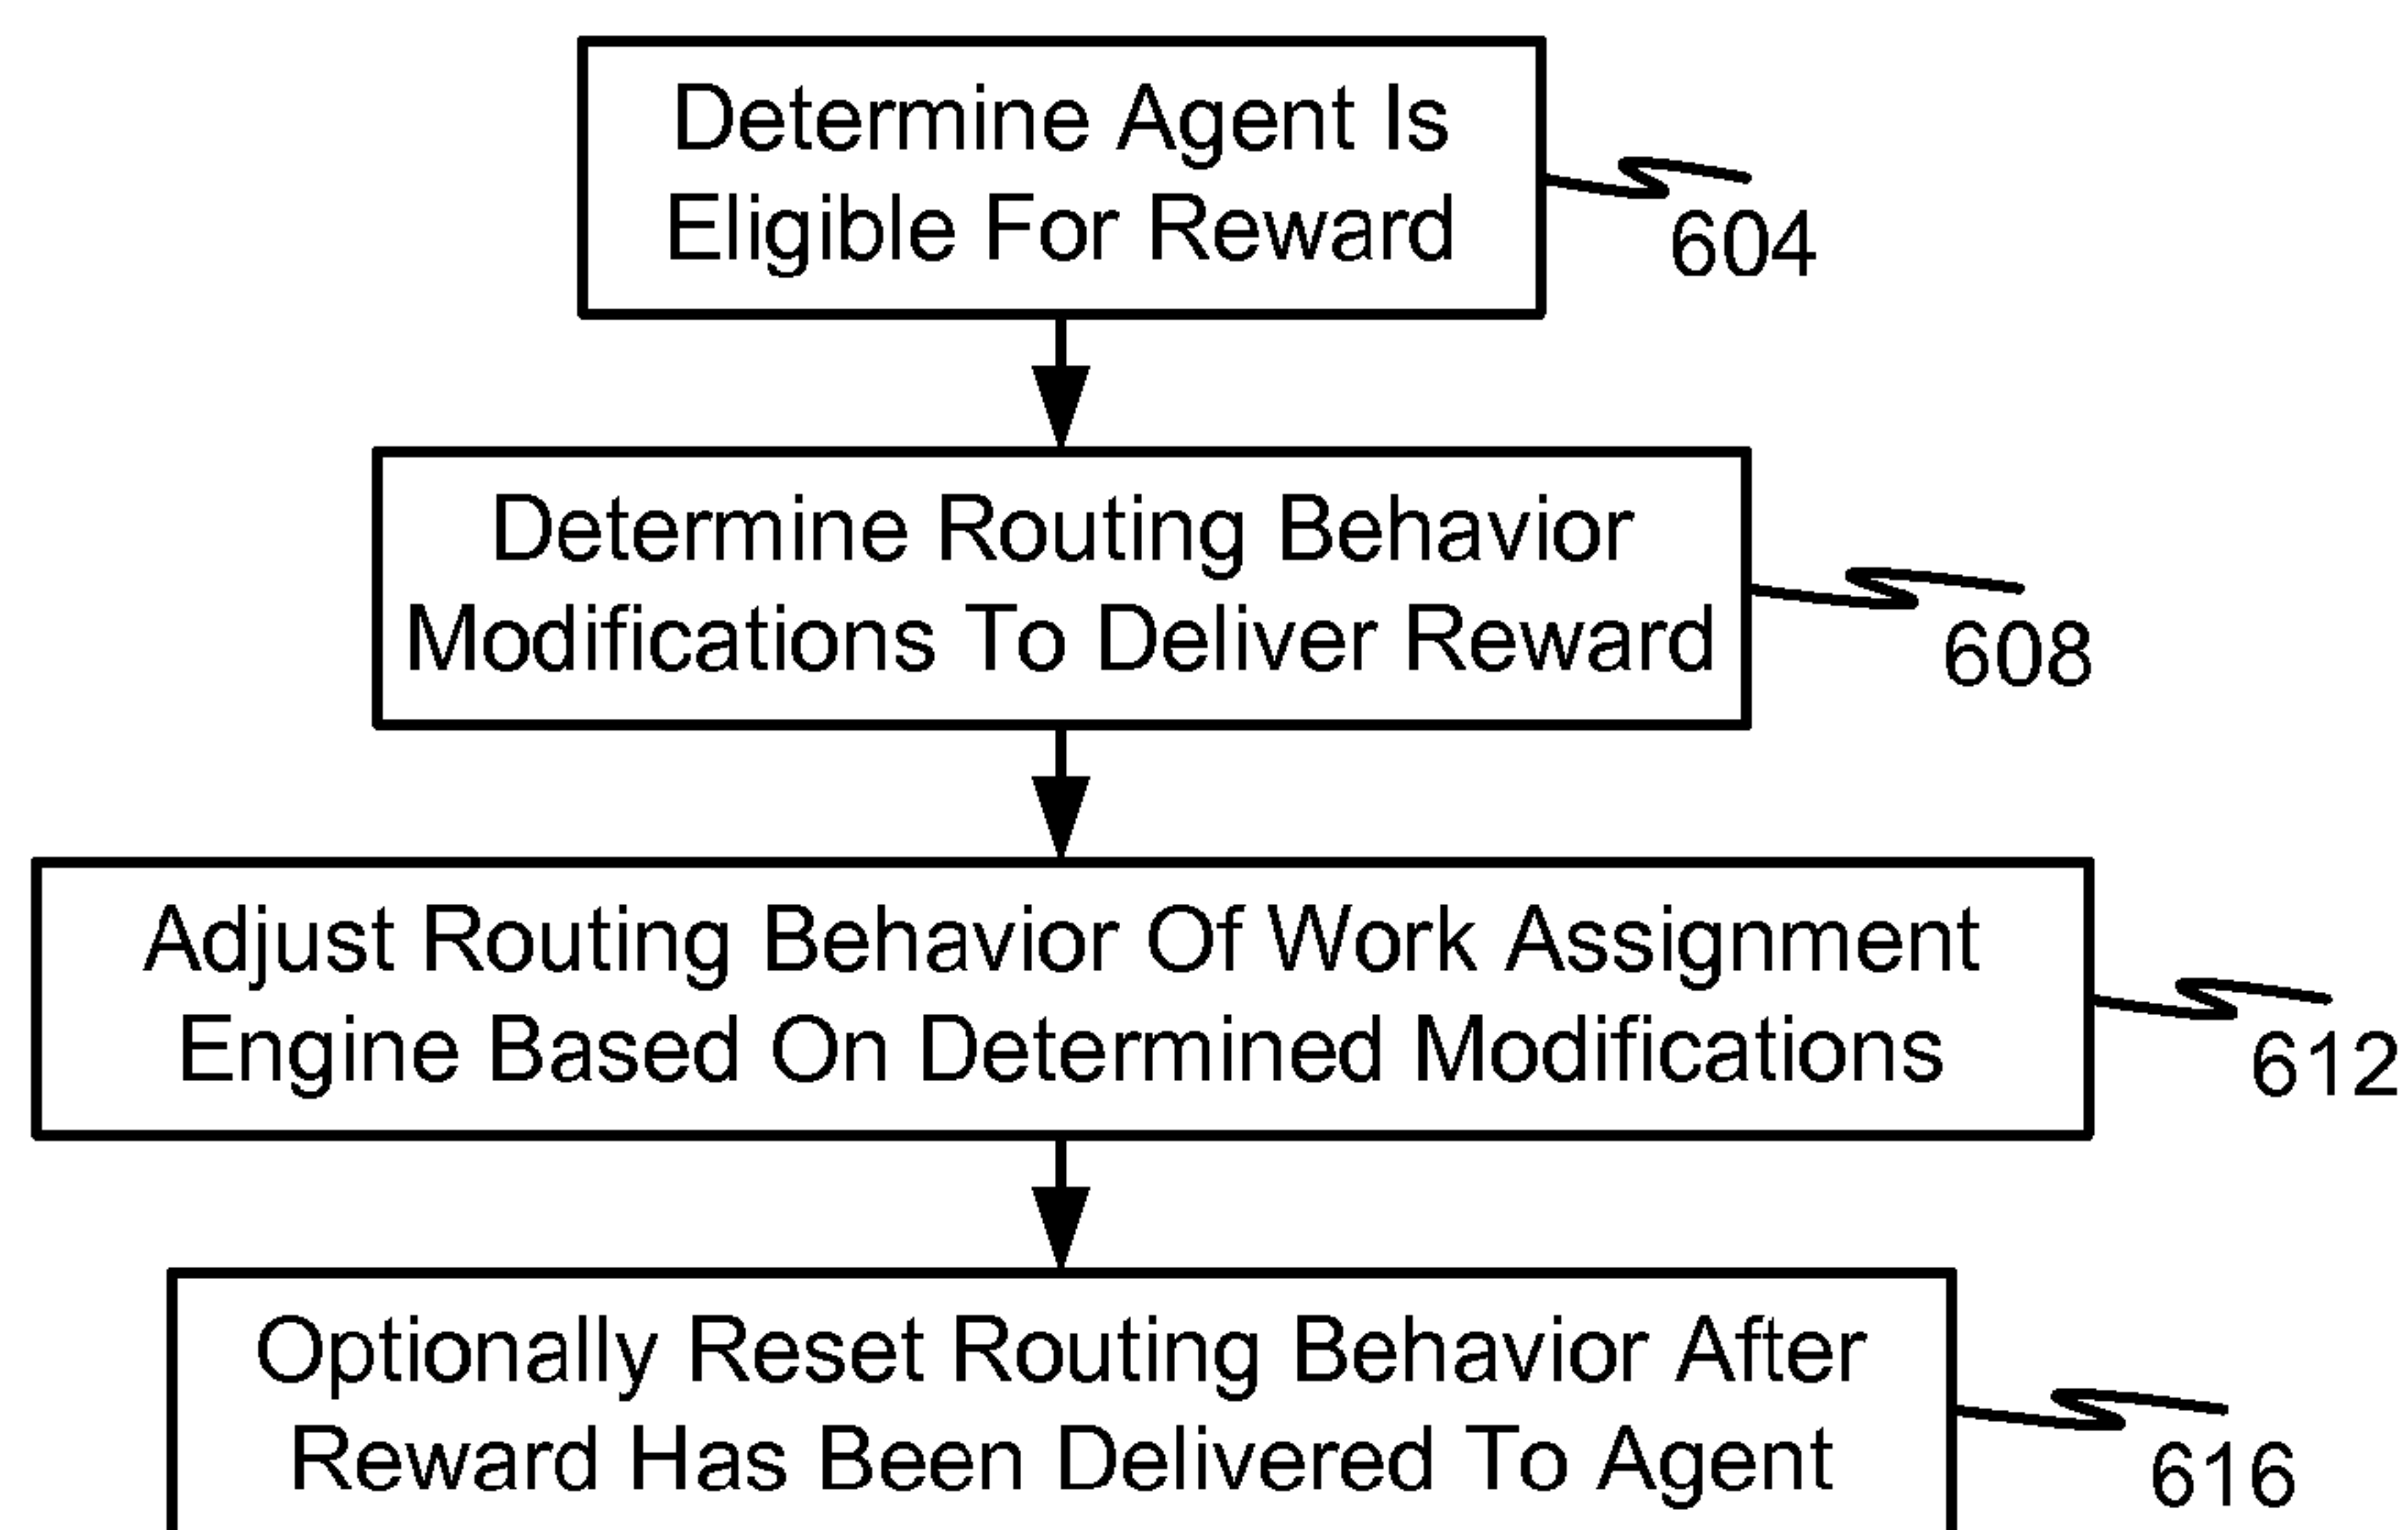 Determine Agent Is
Eligible For Reward
604
Determine Routing Behavior
Modifications To Deliver Reward
608
Adjust Routing Behavior Of Work Assignment
Engine Based On Determined Modifications
612
Optionally Reset Routing Behavior After
Reward Has Been Delivered To Agent
616